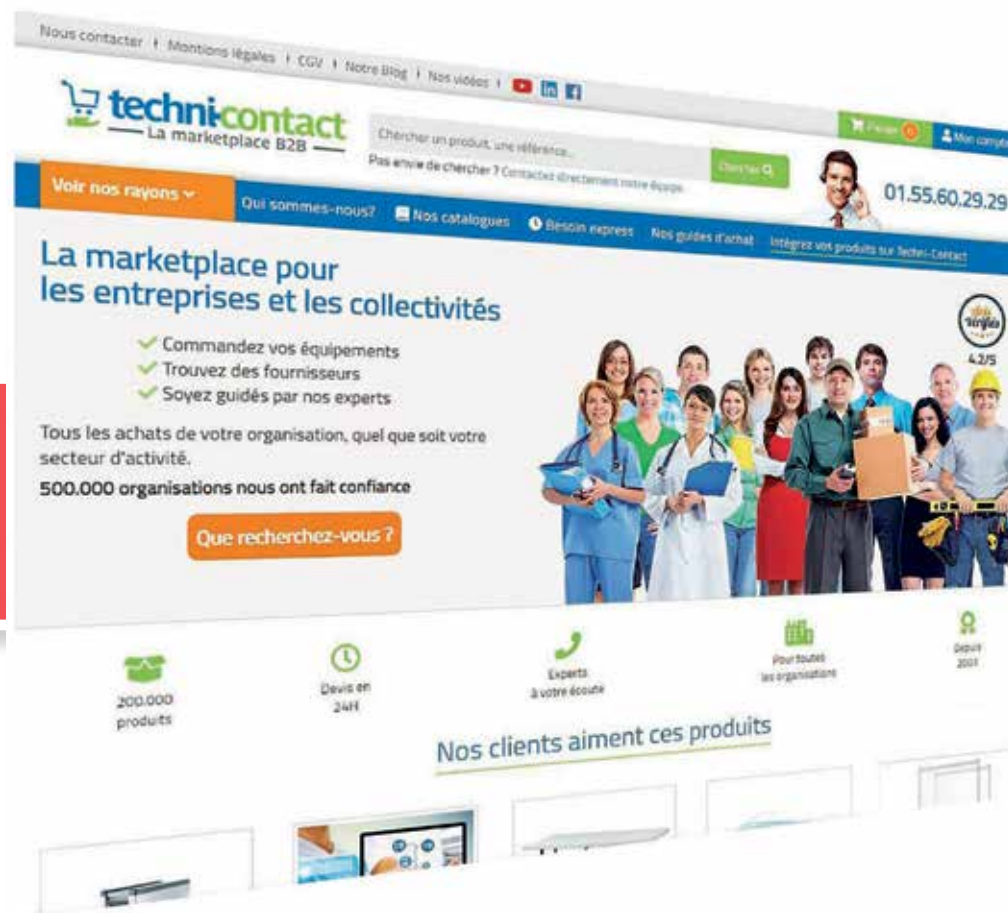 Nous contacter | Mentions légales | CGV | Notre Blog | Nos vidéos |
techni-contact
La marketplace B2B
Chercher un produit, une référence...
Chercher
Pas envie de chercher ? Contactez directement notre équipe
Panier 0
Mon compte
01.55.60.29.29
Voir nos rayons
Qui sommes-nous?
Nos catalogues
Besoin express
Nos guides d'achat
Intégrez vos produits sur Techni-Contact
La marketplace pour
les entreprises et les collectivités
Commandez vos équipements
Trouvez des fournisseurs
Soyez guidés par nos experts
Tous les achats de votre organisation, quel que soit votre
secteur d'activité.
500.000 organisations nous ont fait confiance
Que recherchez-vous ?
4.2/5
200.000
produits
Devis en
24H
Experts
à votre écoute
Pour toutes
les organisations
Depuis
Nos clients aiment ces produits